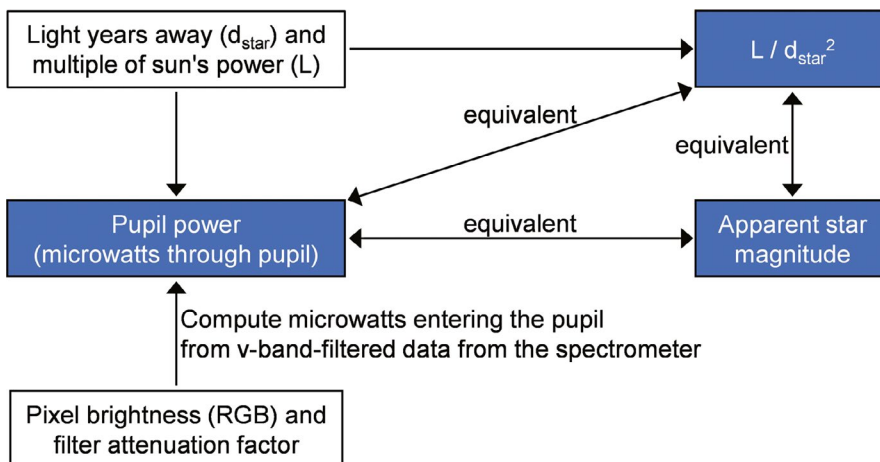 Light years away (d_star) and
multiple of sun's power (L)
L / d_star²
equivalent
equivalent
Pupil power
(microwatts through pupil)
equivalent
Apparent star
magnitude
Compute microwatts entering the pupil
from v-band-filtered data from the spectrometer
Pixel brightness (RGB) and
filter attenuation factor